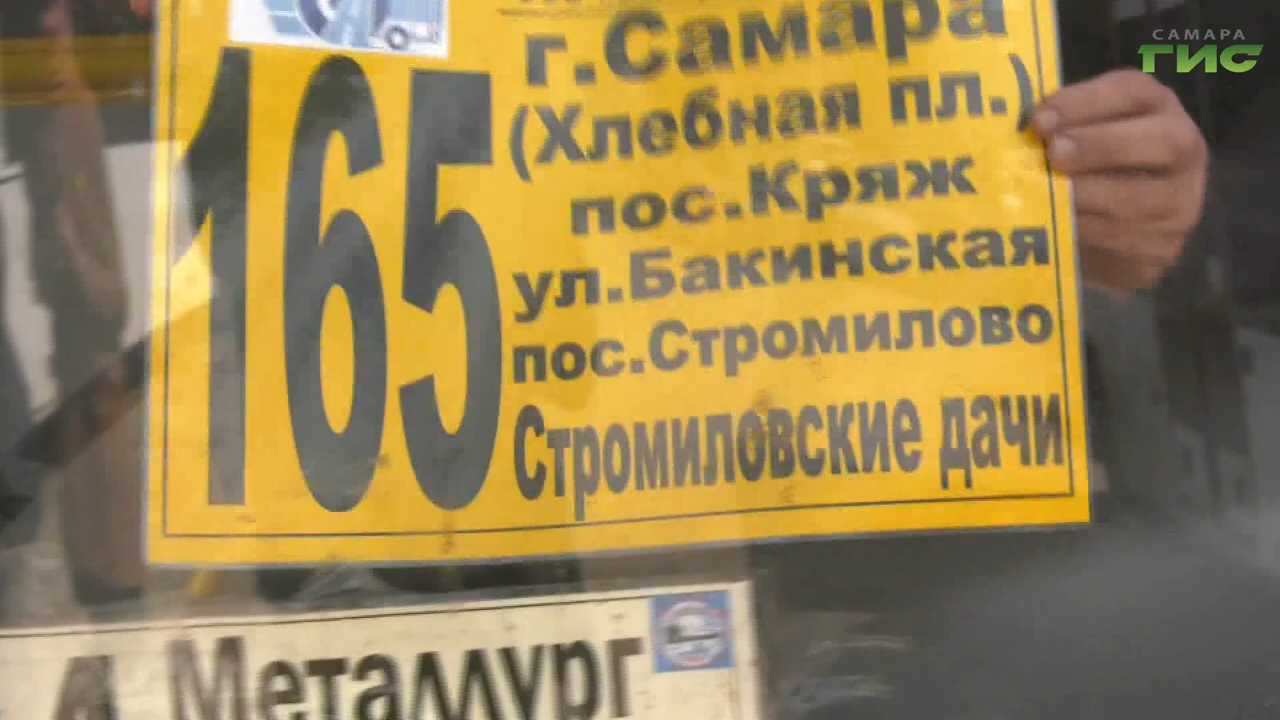 САМАРА
ГИС
165
г.Самара
(Хлебная пл.)
пос.Кряж
ул.Бакинская
пос.Стромилово
Стромиловские дачи
Металлург